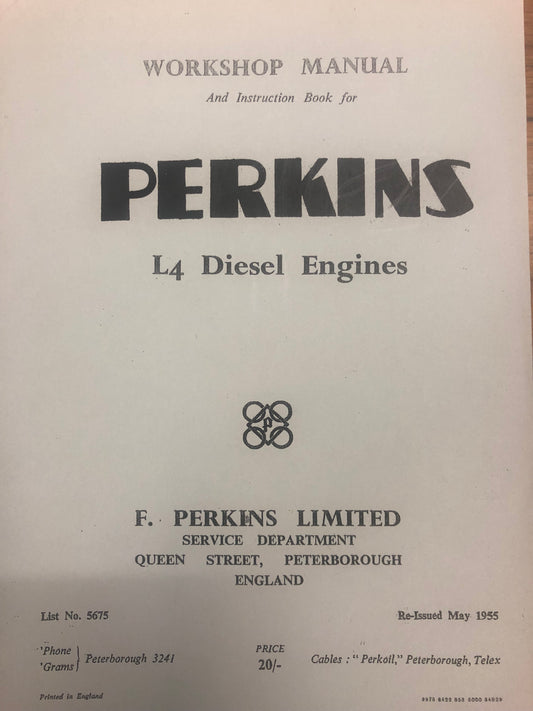 WORKSHOP MANUAL
And Instruction Book for
PERKINS
L4 Diesel Engines
P
F. PERKINS LIMITED
SERVICE DEPARTMENT
QUEEN STREET, PETERBOROUGH
ENGLAND
List No. 5675 Re-Issued May 1955
'Phone
'Grams } Peterborough 3241
PRICE
20/-
Cables : "Perkoil," Peterborough, Telex
Printed in England